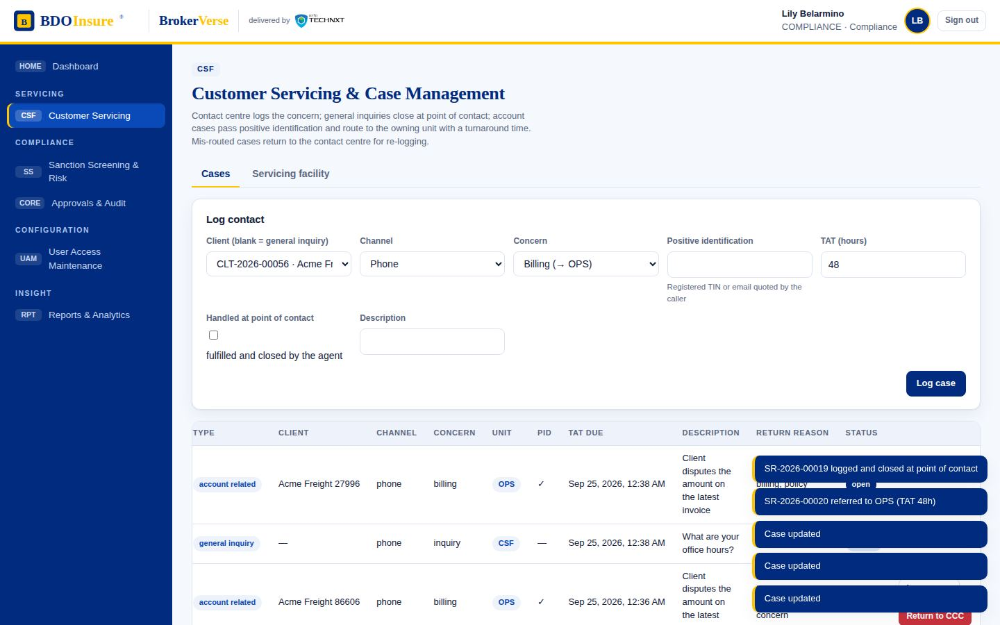 BDOInsure ®
BrokerVerse
delivered by
TECHNXT
Lily Belarmino
COMPLIANCE · Compliance
LB
Sign out
HOME Dashboard
SERVICING
CSF Customer Servicing
COMPLIANCE
SS Sanction Screening &
Risk
CORE Approvals & Audit
CONFIGURATION
UAM User Access
Maintenance
INSIGHT
RPT Reports & Analytics
CSF
Customer Servicing & Case Management
Contact centre logs the concern; general inquiries close at point of contact; account
cases pass positive identification and route to the owning unit with a turnaround time.
Mis-routed cases return to the contact centre for re-logging.
Cases Servicing facility
Log contact
Client (blank = general inquiry) Channel Concern Positive identification TAT (hours)
CLT-2026-00056 · Acme Fr Phone Billing (→ OPS) 48
Registered TIN or email quoted by the
caller
Handled at point of contact Description
fulfilled and closed by the agent
Log case
TYPE CLIENT CHANNEL CONCERN UNIT PID TAT DUE DESCRIPTION RETURN REASON STATUS
account related Acme Freight 27996 phone billing OPS ✓ Sep 25, 2026, 12:38 AM Client
disputes the
amount on
the latest
invoice
billing, policy open
general inquiry — phone inquiry CSF — Sep 25, 2026, 12:38 AM What are your
office hours?
account related Acme Freight 86606 phone billing OPS ✓ Sep 25, 2026, 12:36 AM Client
disputes the
amount on
the latest
concern
Return to CCC
SR-2026-00019 logged and closed at point of contact
SR-2026-00020 referred to OPS (TAT 48h)
Case updated
Case updated
Case updated